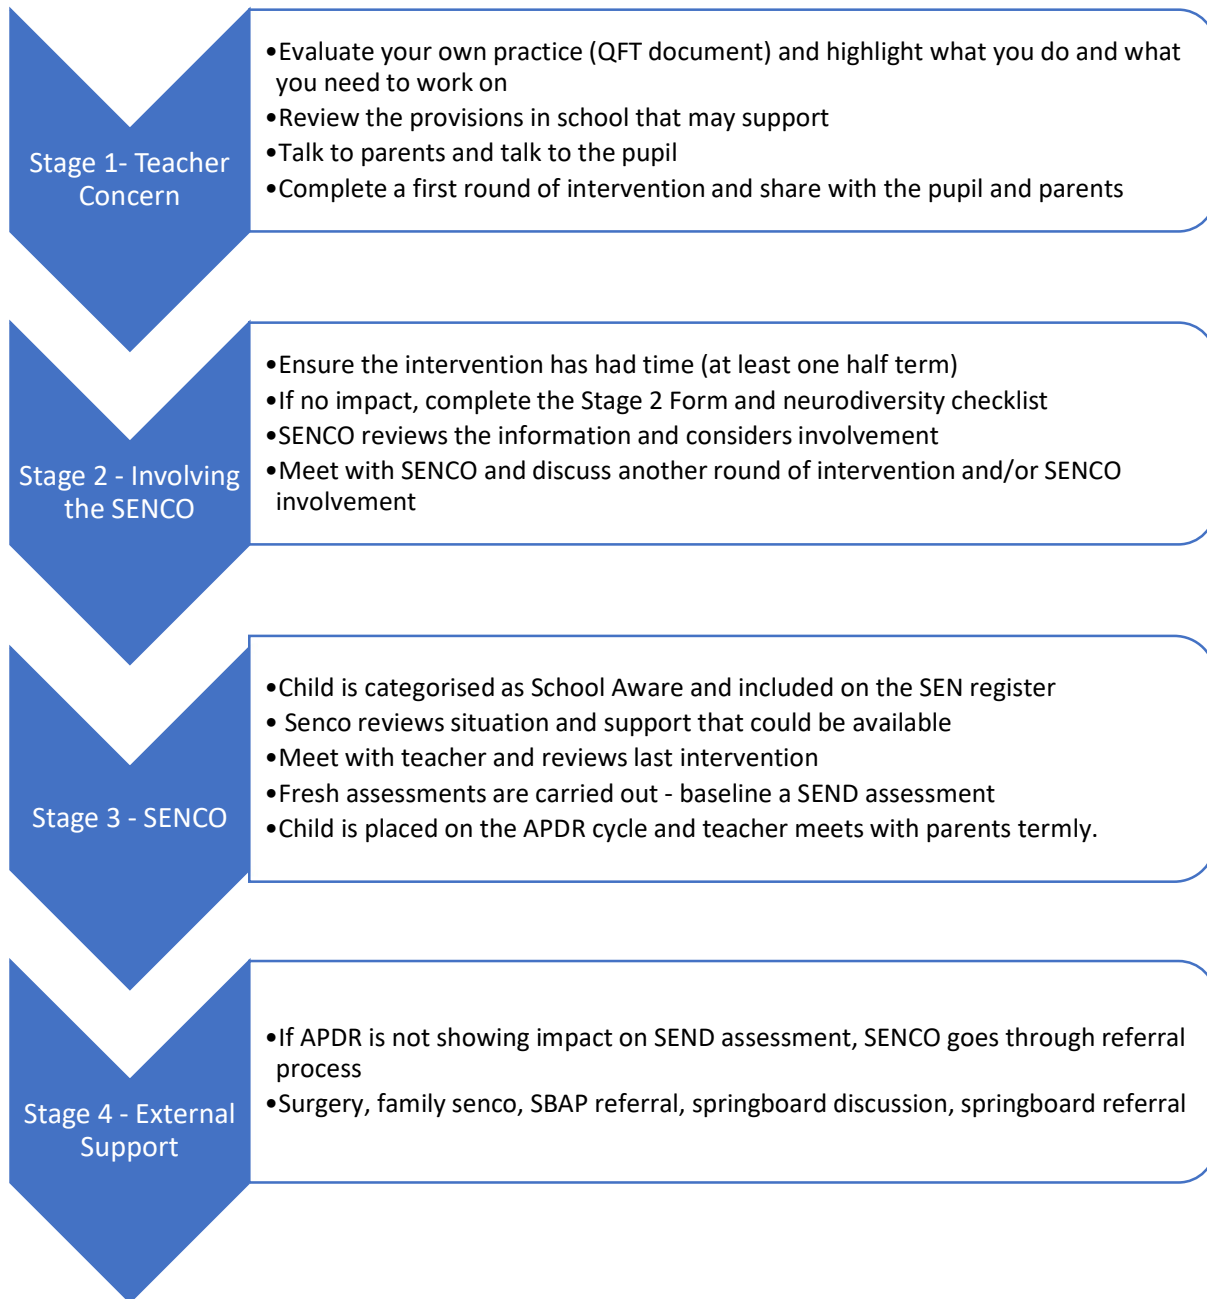 Stage 1- Teacher
Concern
•Evaluate your own practice (QFT document) and highlight what you do and what
you need to work on
•Review the provisions in school that may support
•Talk to parents and talk to the pupil
•Complete a first round of intervention and share with the pupil and parents
Stage 2 - Involving
the SENCO
•Ensure the intervention has had time (at least one half term)
•If no impact, complete the Stage 2 Form and neurodiversity checklist
•SENCO reviews the information and considers involvement
•Meet with SENCO and discuss another round of intervention and/or SENCO
involvement
Stage 3 - SENCO
•Child is categorised as School Aware and included on the SEN register
• Senco reviews situation and support that could be available
•Meet with teacher and reviews last intervention
•Fresh assessments are carried out - baseline a SEND assessment
•Child is placed on the APDR cycle and teacher meets with parents termly.
Stage 4 - External
Support
•If APDR is not showing impact on SEND assessment, SENCO goes through referral
process
•Surgery, family senco, SBAP referral, springboard discussion, springboard referral